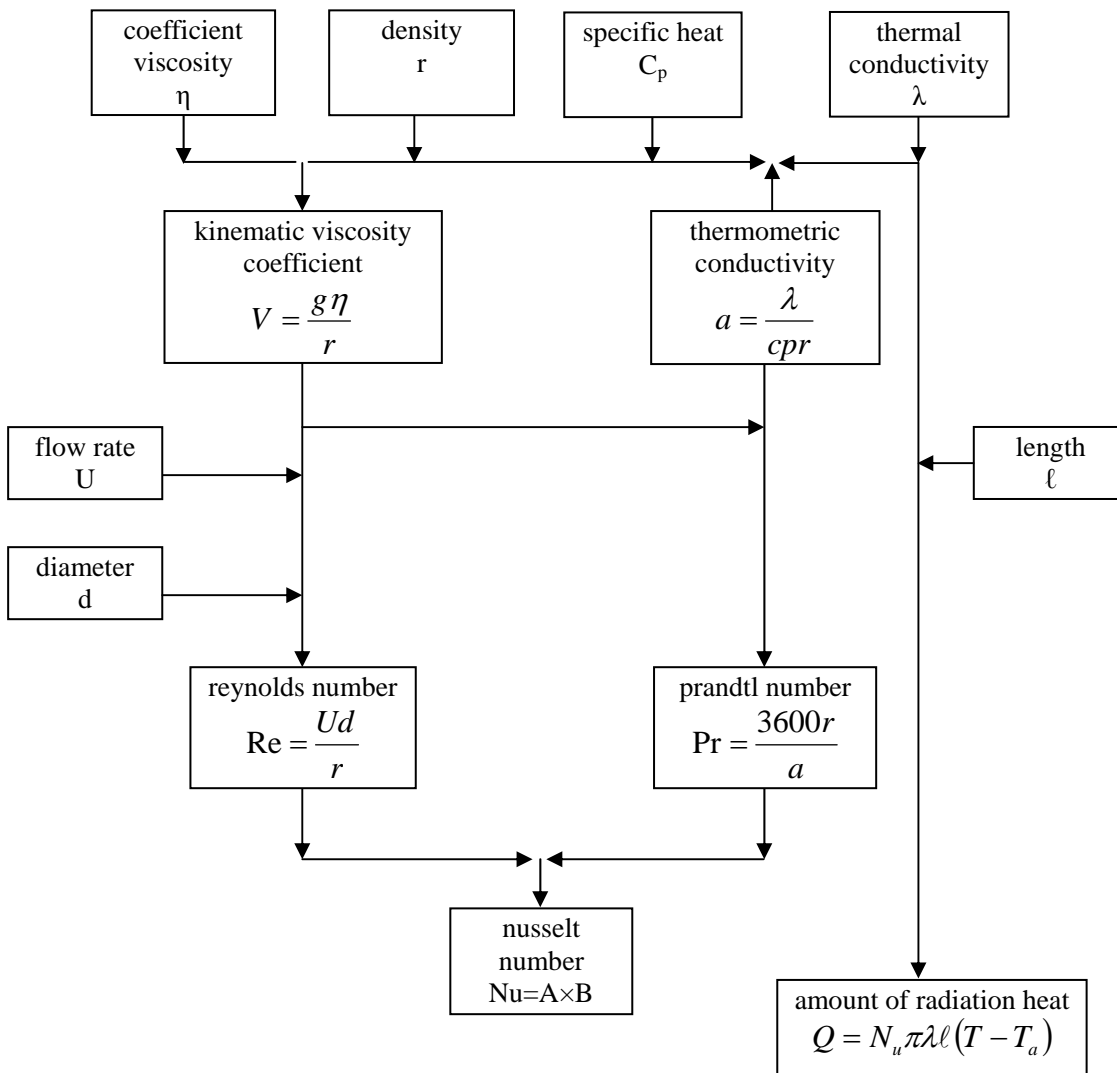 coefficient
viscosity
η
density
r
specific heat
Cₚ
thermal
conductivity
λ
kinematic viscosity
coefficient
V = gη/r
thermometric
conductivity
a = λ/cpr
flow rate
U
length
ℓ
diameter
d
reynolds number
Re = Ud/r
prandtl number
Pr = 3600r/a
nusselt
number
Nu=A×B
amount of radiation heat
Q = Nᵤπλℓ(T − Tₐ)